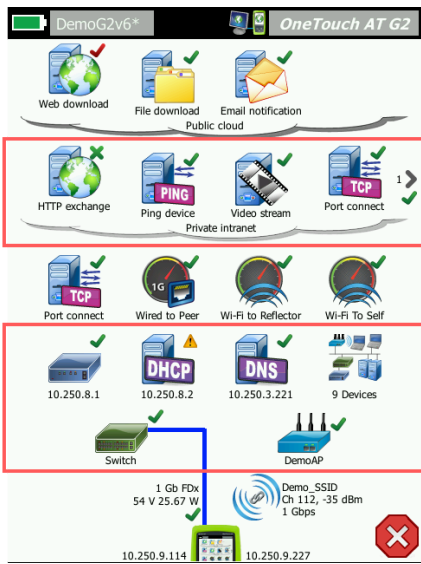 DemoG2v6*
OneTouch AT G2
Web download
File download
Email notification
Public cloud
HTTP exchange
PING
Ping device
Video stream
TCP
Port connect
1
Private intranet
TCP
Port connect
1G
Wired to Peer
Wi-Fi to Reflector
Wi-Fi To Self
10.250.8.1
DHCP
10.250.8.2
DNS
10.250.3.221
9 Devices
Switch
DemoAP
1 Gb FDx
54 V 25.67 W
Demo_SSID
Ch 112, -35 dBm
1 Gbps
10.250.9.114
10.250.9.227